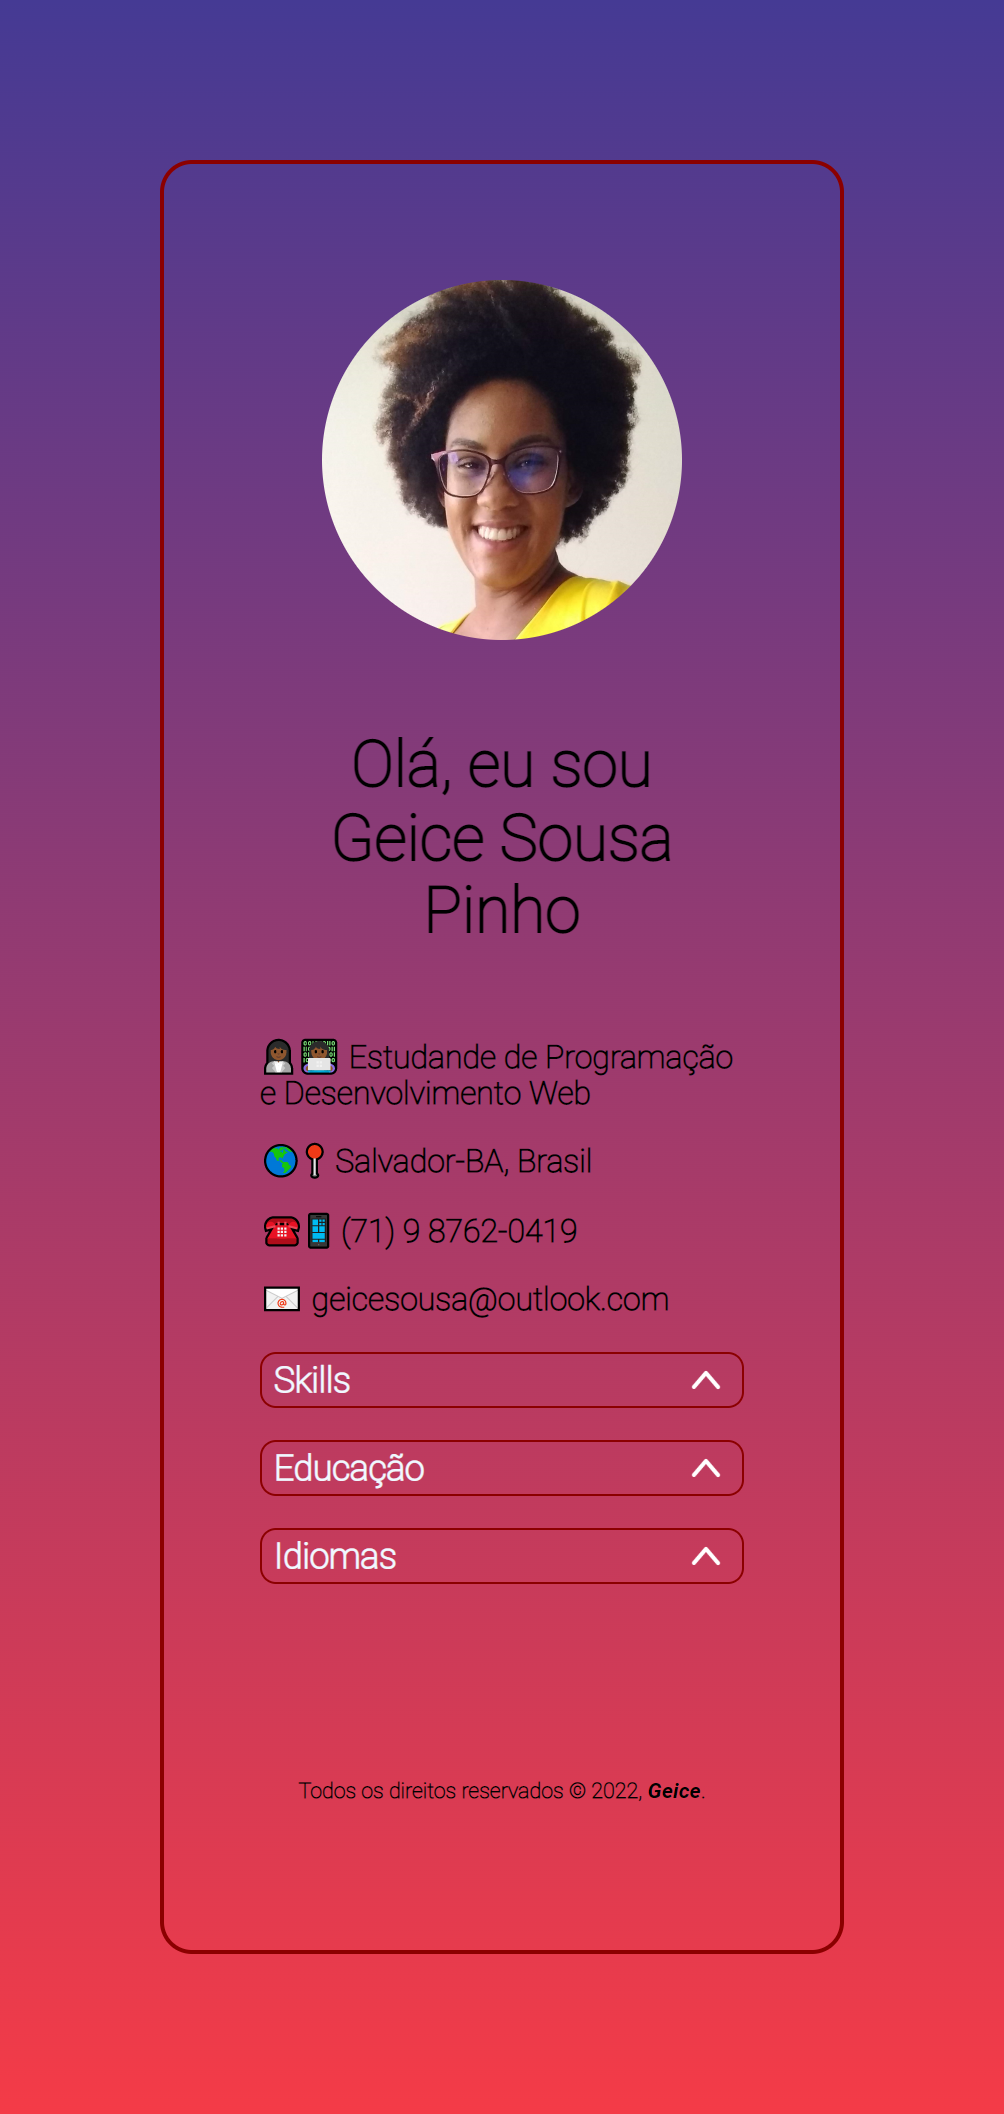 Olá, eu sou
Geice Sousa
Pinho
Estudande de Programação
e Desenvolvimento Web
Salvador-BA, Brasil
(71) 9 8762-0419
geicesousa@outlook.com
Skills
Educação
Idiomas
Todos os direitos reservados © 2022, Geice.